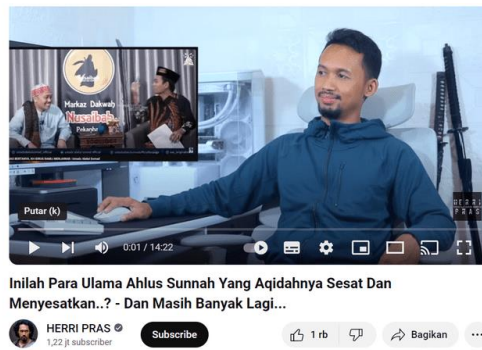 Markaz Dakwah
Nusaibah
Pekanba
HERRI
PRAS
Putar (k)
0:01 / 14:22
Inilah Para Ulama Ahlus Sunnah Yang Aqidahnya Sesat Dan
Menyesatkan..? - Dan Masih Banyak Lagi...
HERRI PRAS
1,22 jt subscriber
Subscribe
1 rb
Bagikan